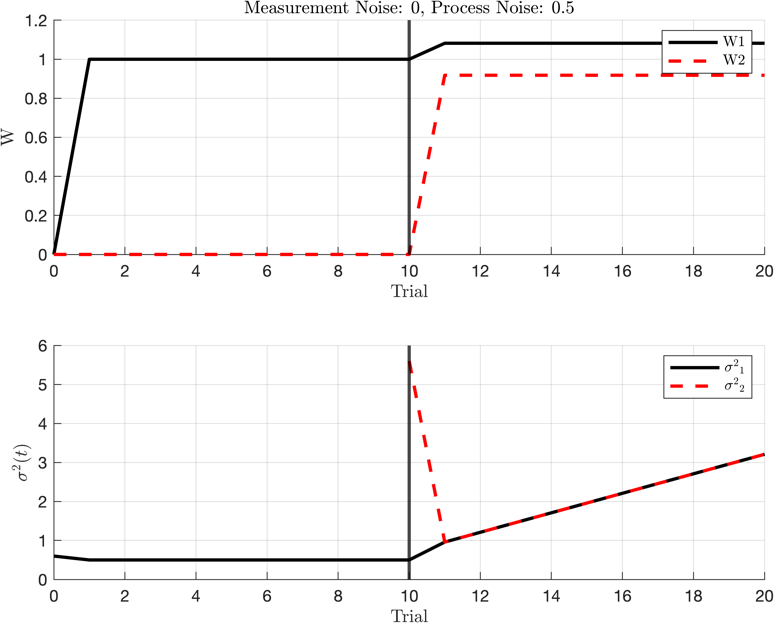 Measurement Noise: 0, Process Noise: 0.5
1.2
1
0.8
0.6
0.4
0.2
0
W
W1
W2
0 2 4 6 8 10 12 14 16 18 20
Trial
6
5
4
3
2
1
0
σ²(t)
σ²₁
σ²₂
0 2 4 6 8 10 12 14 16 18 20
Trial